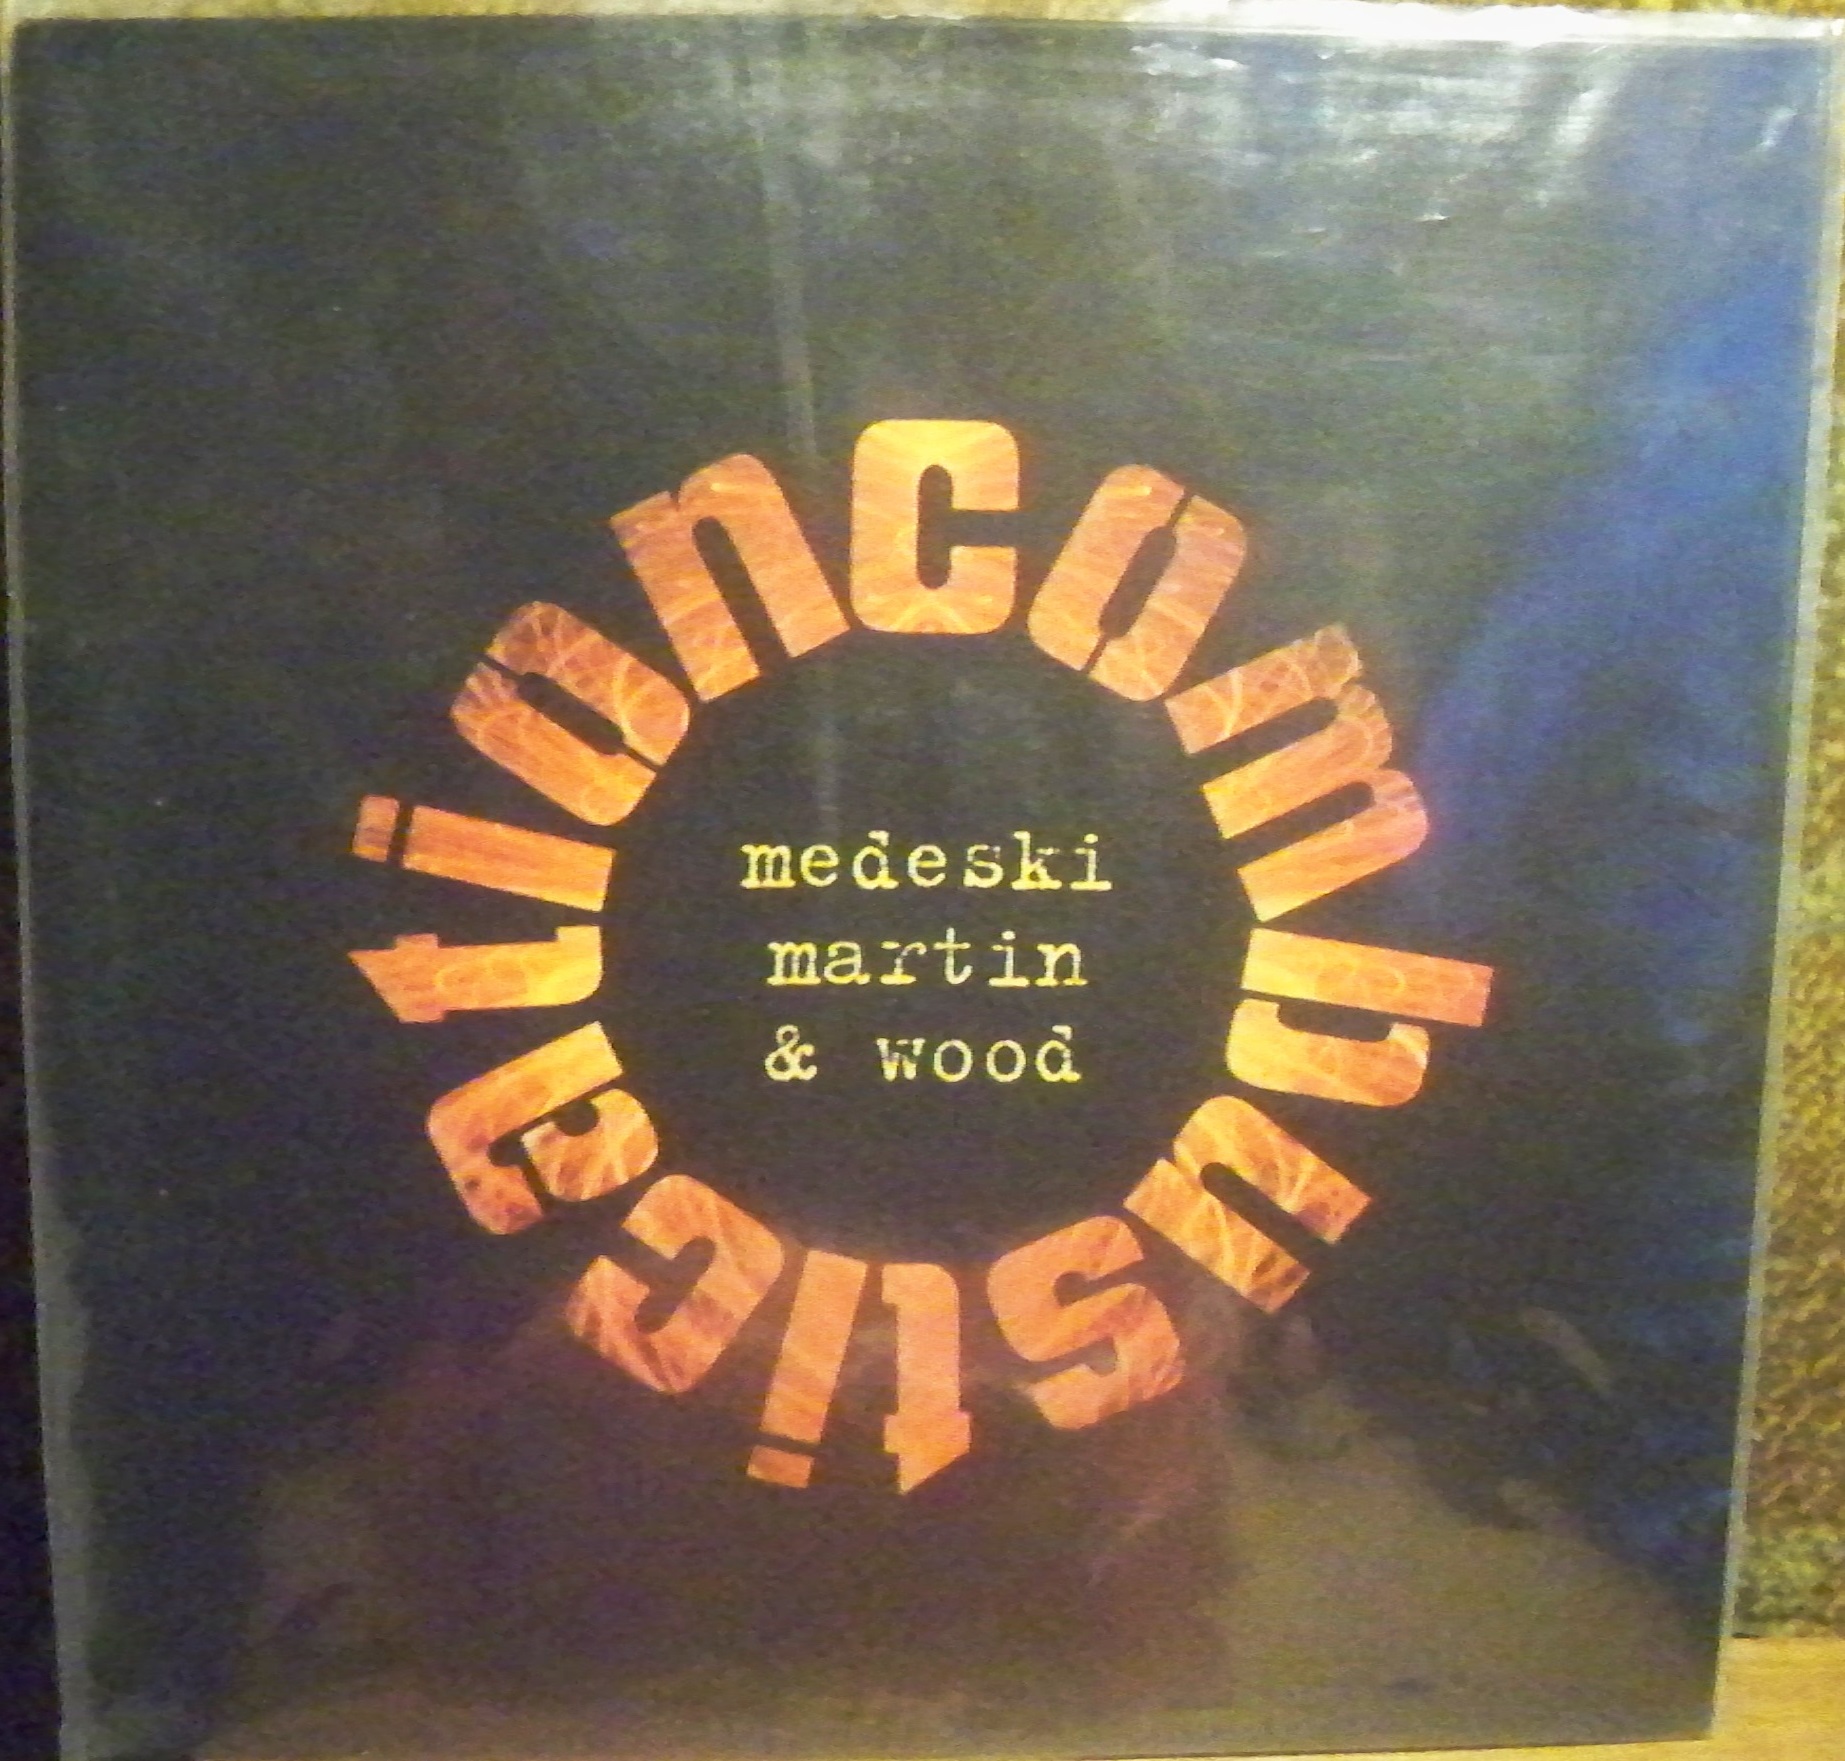 combustication
medeski
martin
& wood